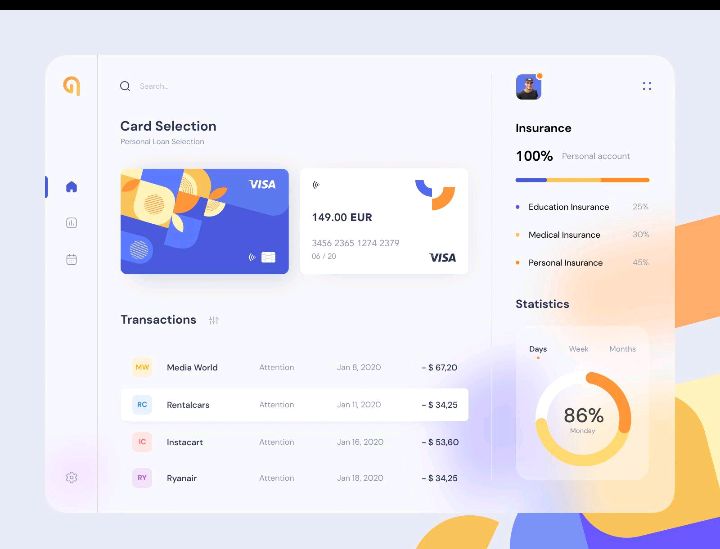 Search..
Card Selection
Personal Loan Selection
VISA
149.00 EUR
3456 2365 1274 2379
06 / 20
VISA
Transactions
MW Media World Attention Jan 8, 2020 - $ 67,20
RC Rentalcars Attention Jan 11, 2020 - $ 34,25
IC Instacart Attention Jan 16, 2020 - $ 53,60
RY Ryanair Attention Jan 18, 2020 - $ 34,25
Insurance
100% Personal account
Education Insurance 25%
Medical Insurance 30%
Personal Insurance 45%
Statistics
Days Week Months
86%
Monday